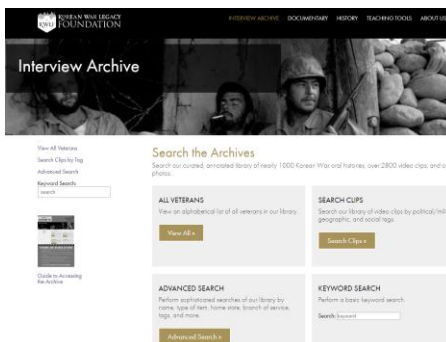 KOREAN WAR LEGACY
FOUNDATION
INTERVIEW ARCHIVE DOCUMENTARY HISTORY TEACHING TOOLS ABOUT US
Interview Archive
View All Veterans
Search Clips by Tag
Advanced Search
Keyword Search:
search
Guide to Accessing
the Archive
Search the Archives
Search our curated, annotated library of nearly 1000 Korean War oral histories, over 2800 video clips, and
photos.
ALL VETERANS
View an alphabetical list of all veterans in our library.
View All »
SEARCH CLIPS
Search our library of video clips by political/mili
geographic, and social tags.
Search Clips »
ADVANCED SEARCH
Perform sophisticated searches of our library by
name, type of item, home state, branch of service,
tags, and more.
Advanced Search »
KEYWORD SEARCH
Perform a basic keyword search.
Search: keyword